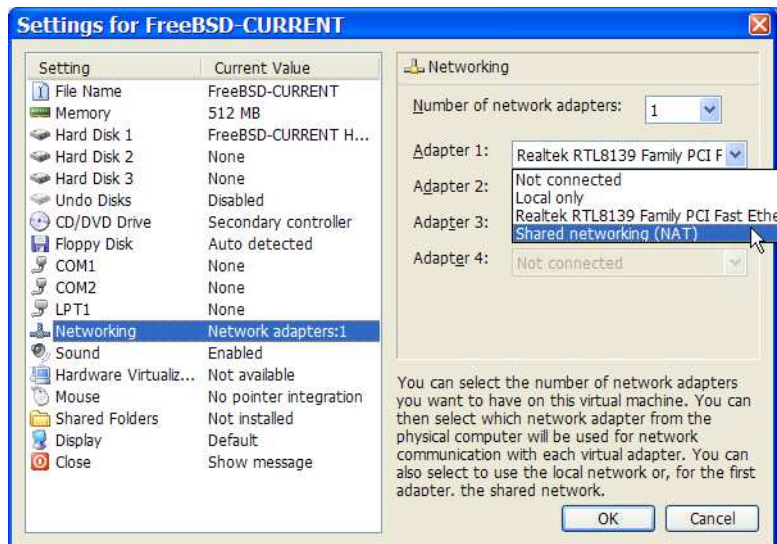 Settings for FreeBSD-CURRENT
Setting Current Value
File Name FreeBSD-CURRENT
Memory 512 MB
Hard Disk 1 FreeBSD-CURRENT H...
Hard Disk 2 None
Hard Disk 3 None
Undo Disks Disabled
CD/DVD Drive Secondary controller
Floppy Disk Auto detected
COM1 None
COM2 None
LPT1 None
Networking Network adapters:1
Sound Enabled
Hardware Virtualiz... Not available
Mouse No pointer integration
Shared Folders Not installed
Display Default
Close Show message
Networking
Number of network adapters: 1
Adapter 1: Realtek RTL8139 Family PCI F
Not connected
Adapter 2: Local only
Realtek RTL8139 Family PCI Fast Ethe
Adapter 3: Shared networking (NAT)
Adapter 4: Not connected
You can select the number of network adapters
you want to have on this virtual machine. You can
then select which network adapter from the
physical computer will be used for network
communication with each virtual adapter. You can
also select to use the local network or, for the first
adapter, the shared network.
OK Cancel